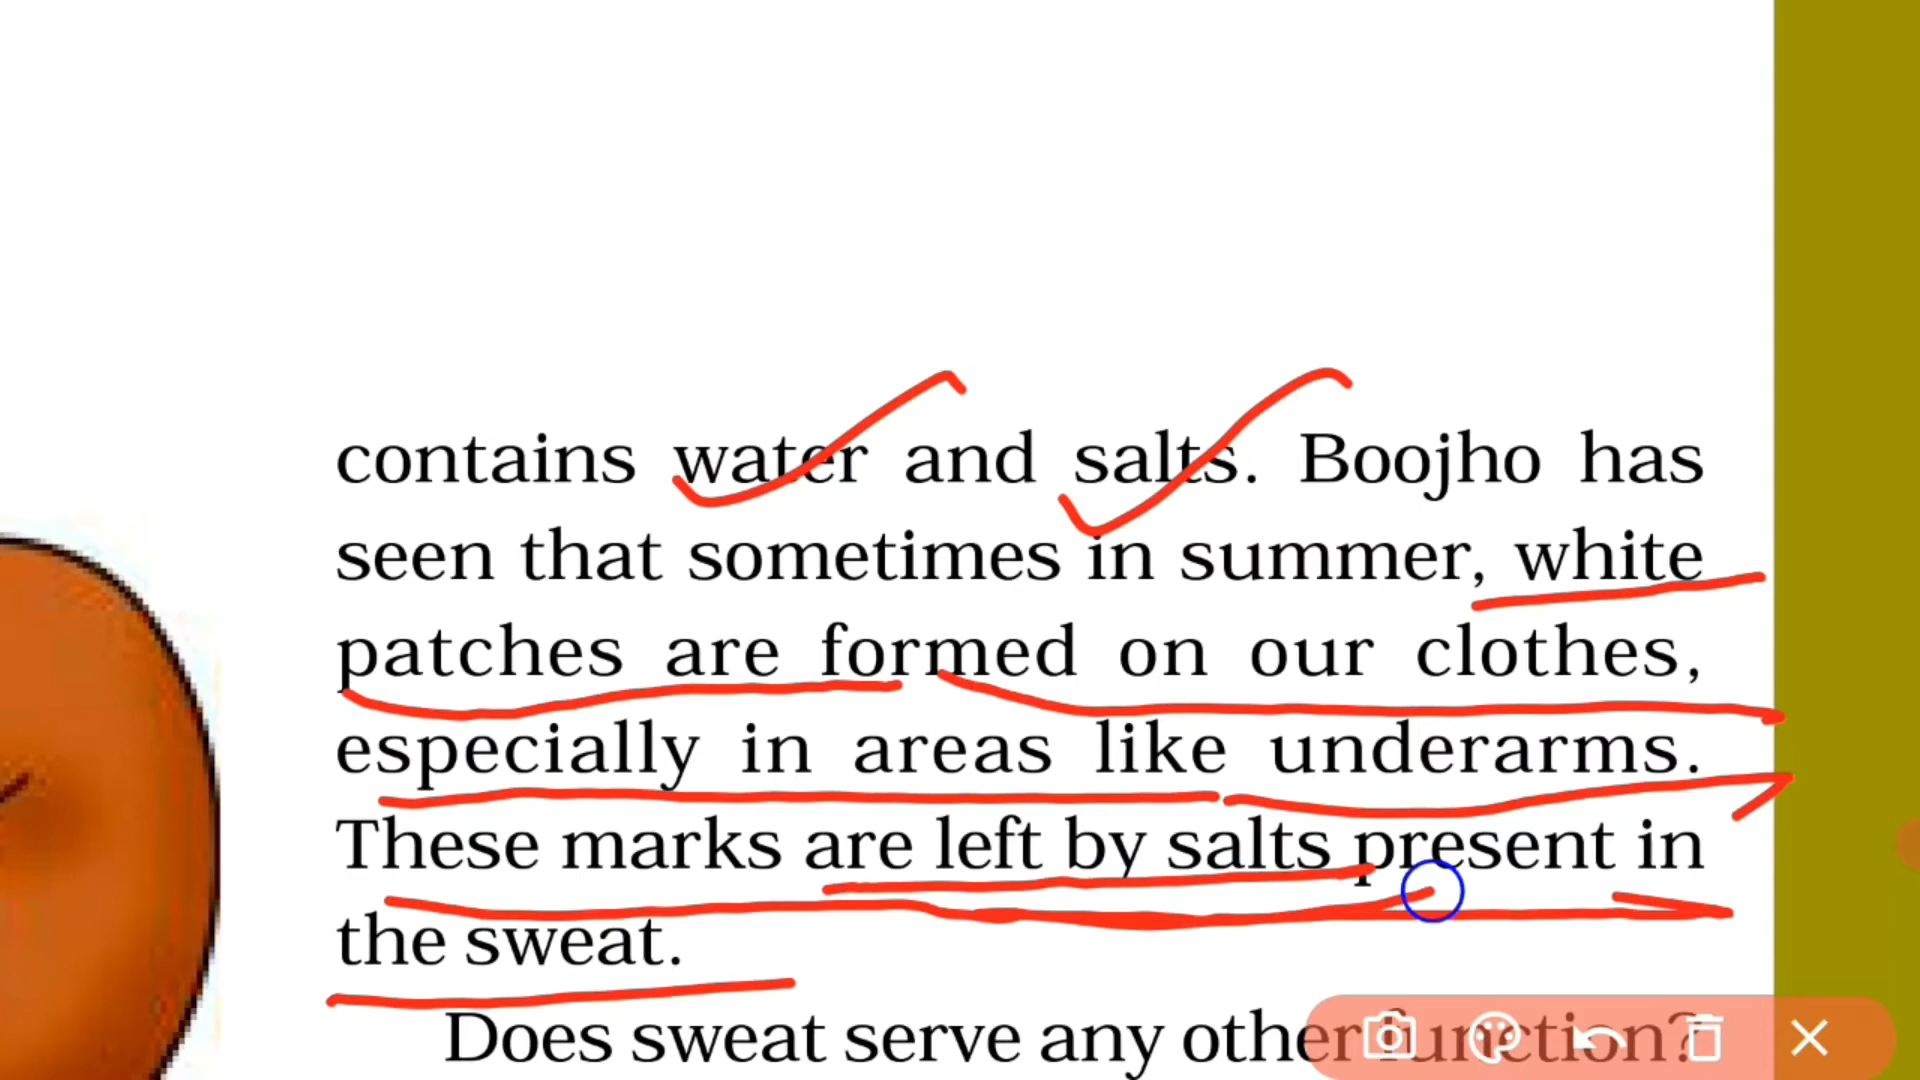 contains water and salts. Boojho has
seen that sometimes in summer, white
patches are formed on our clothes,
especially in areas like underarms.
These marks are left by salts present in
the sweat.
Does sweat serve any other function?